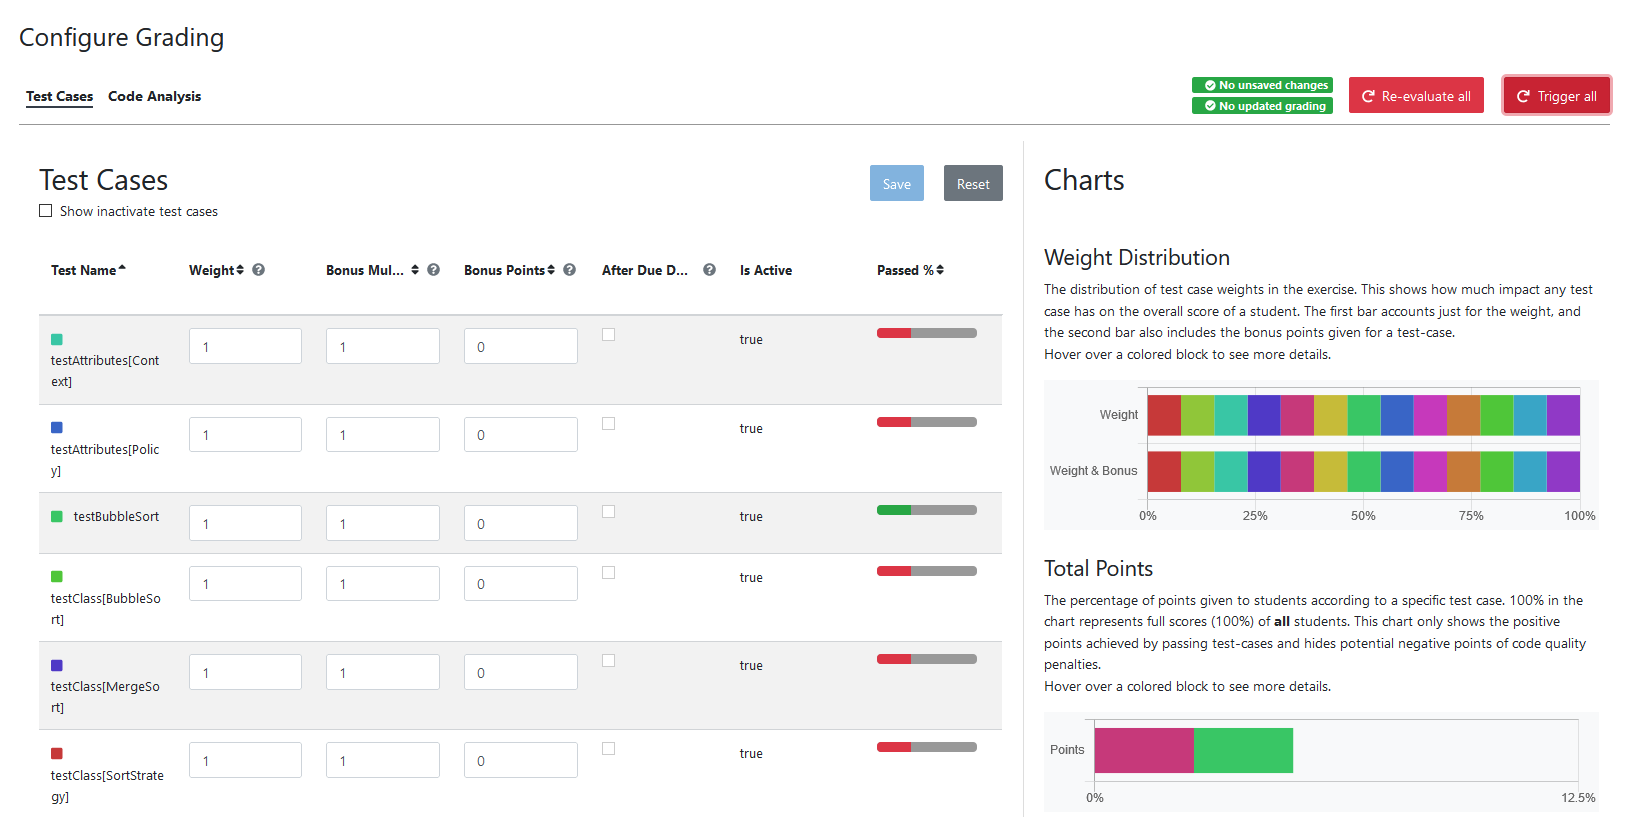 Configure Grading
Test Cases Code Analysis
No unsaved changes
No updated grading
Re-evaluate all
Trigger all
Test Cases
Save
Reset
Show inactivate test cases
Test Name Weight Bonus Mul... Bonus Points After Due D... Is Active Passed %
testAttributes[Cont
ext]
1 1 0 true
testAttributes[Polic
y]
1 1 0 true
testBubbleSort 1 1 0 true
testClass[BubbleSo
rt]
1 1 0 true
testClass[MergeSo
rt]
1 1 0 true
testClass[SortStrate
gy]
1 1 0 true
Charts
Weight Distribution
The distribution of test case weights in the exercise. This shows how much impact any test
case has on the overall score of a student. The first bar accounts just for the weight, and
the second bar also includes the bonus points given for a test-case.
Hover over a colored block to see more details.
Weight
Weight & Bonus
0% 25% 50% 75% 100%
Total Points
The percentage of points given to students according to a specific test case. 100% in the
chart represents full scores (100%) of all students. This chart only shows the positive
points achieved by passing test-cases and hides potential negative points of code quality
penalties.
Hover over a colored block to see more details.
Points
0% 12.5%